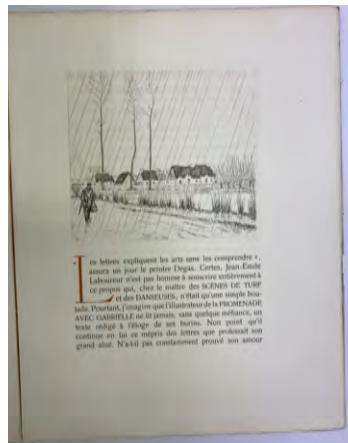 « Les lettres expliquent les arts sans les comprendre »,
assura un jour le peintre Degas. Certes, Jean-Emile
Laboureur n'est pas homme à souscrire entièrement à
ce propos qui, chez le maître des SCÈNES DE TURF
et des DANSEUSES, n'était qu'une simple bou-
tade. Pourtant, j'imagine que l'illustrateur de la PROMENADE
AVEC GABRIELLE ne lit jamais, sans quelque méfiance, un
texte rédigé à l'éloge de ses burins. Non point qu'il
continue en lui ce mépris des lettres que professait son
grand aîné. N'a-t-il pas constamment prouvé son amour